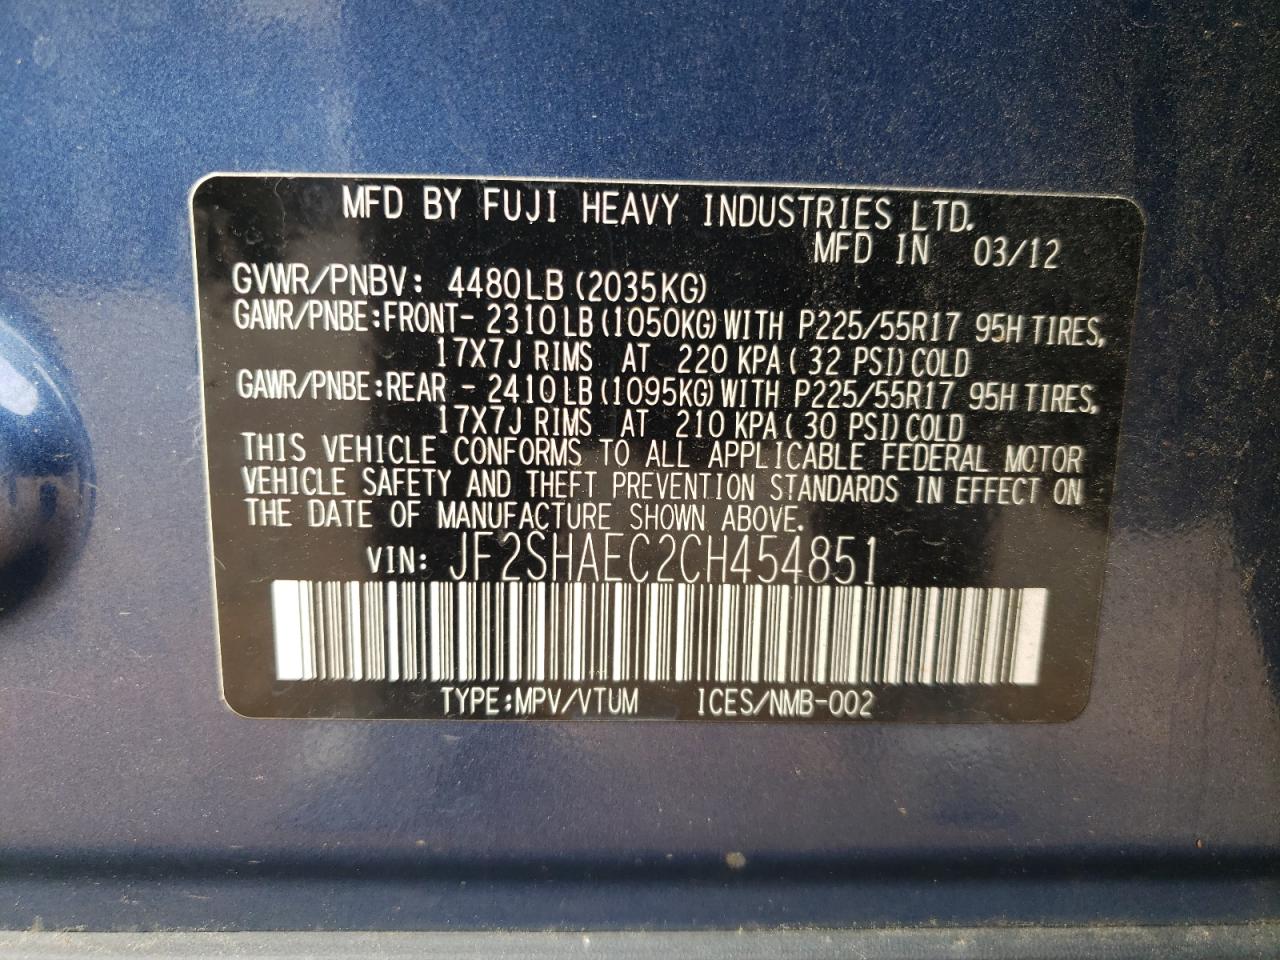 MFD BY FUJI HEAVY INDUSTRIES LTD.
MFD IN 03/12
GVWR/PNBV: 4480LB (2035KG)
GAWR/PNBE:FRONT- 2310LB (1050KG) WITH P225/55R17 95H TIRES,
17X7J RIMS AT 220 KPA ( 32 PSI) COLD
GAWR/PNBE:REAR - 2410LB (1095KG) WITH P225/55R17 95H TIRES,
17X7J RIMS AT 210 KPA ( 30 PSI) COLD
THIS VEHICLE CONFORMS TO ALL APPLICABLE FEDERAL MOTOR
VEHICLE SAFETY AND THEFT PREVENTION STANDARDS IN EFFECT ON
THE DATE OF MANUFACTURE SHOWN ABOVE.
VIN: JF2SHAEC2CH454851
TYPE:MPV/VTUM ICES/NMB-002